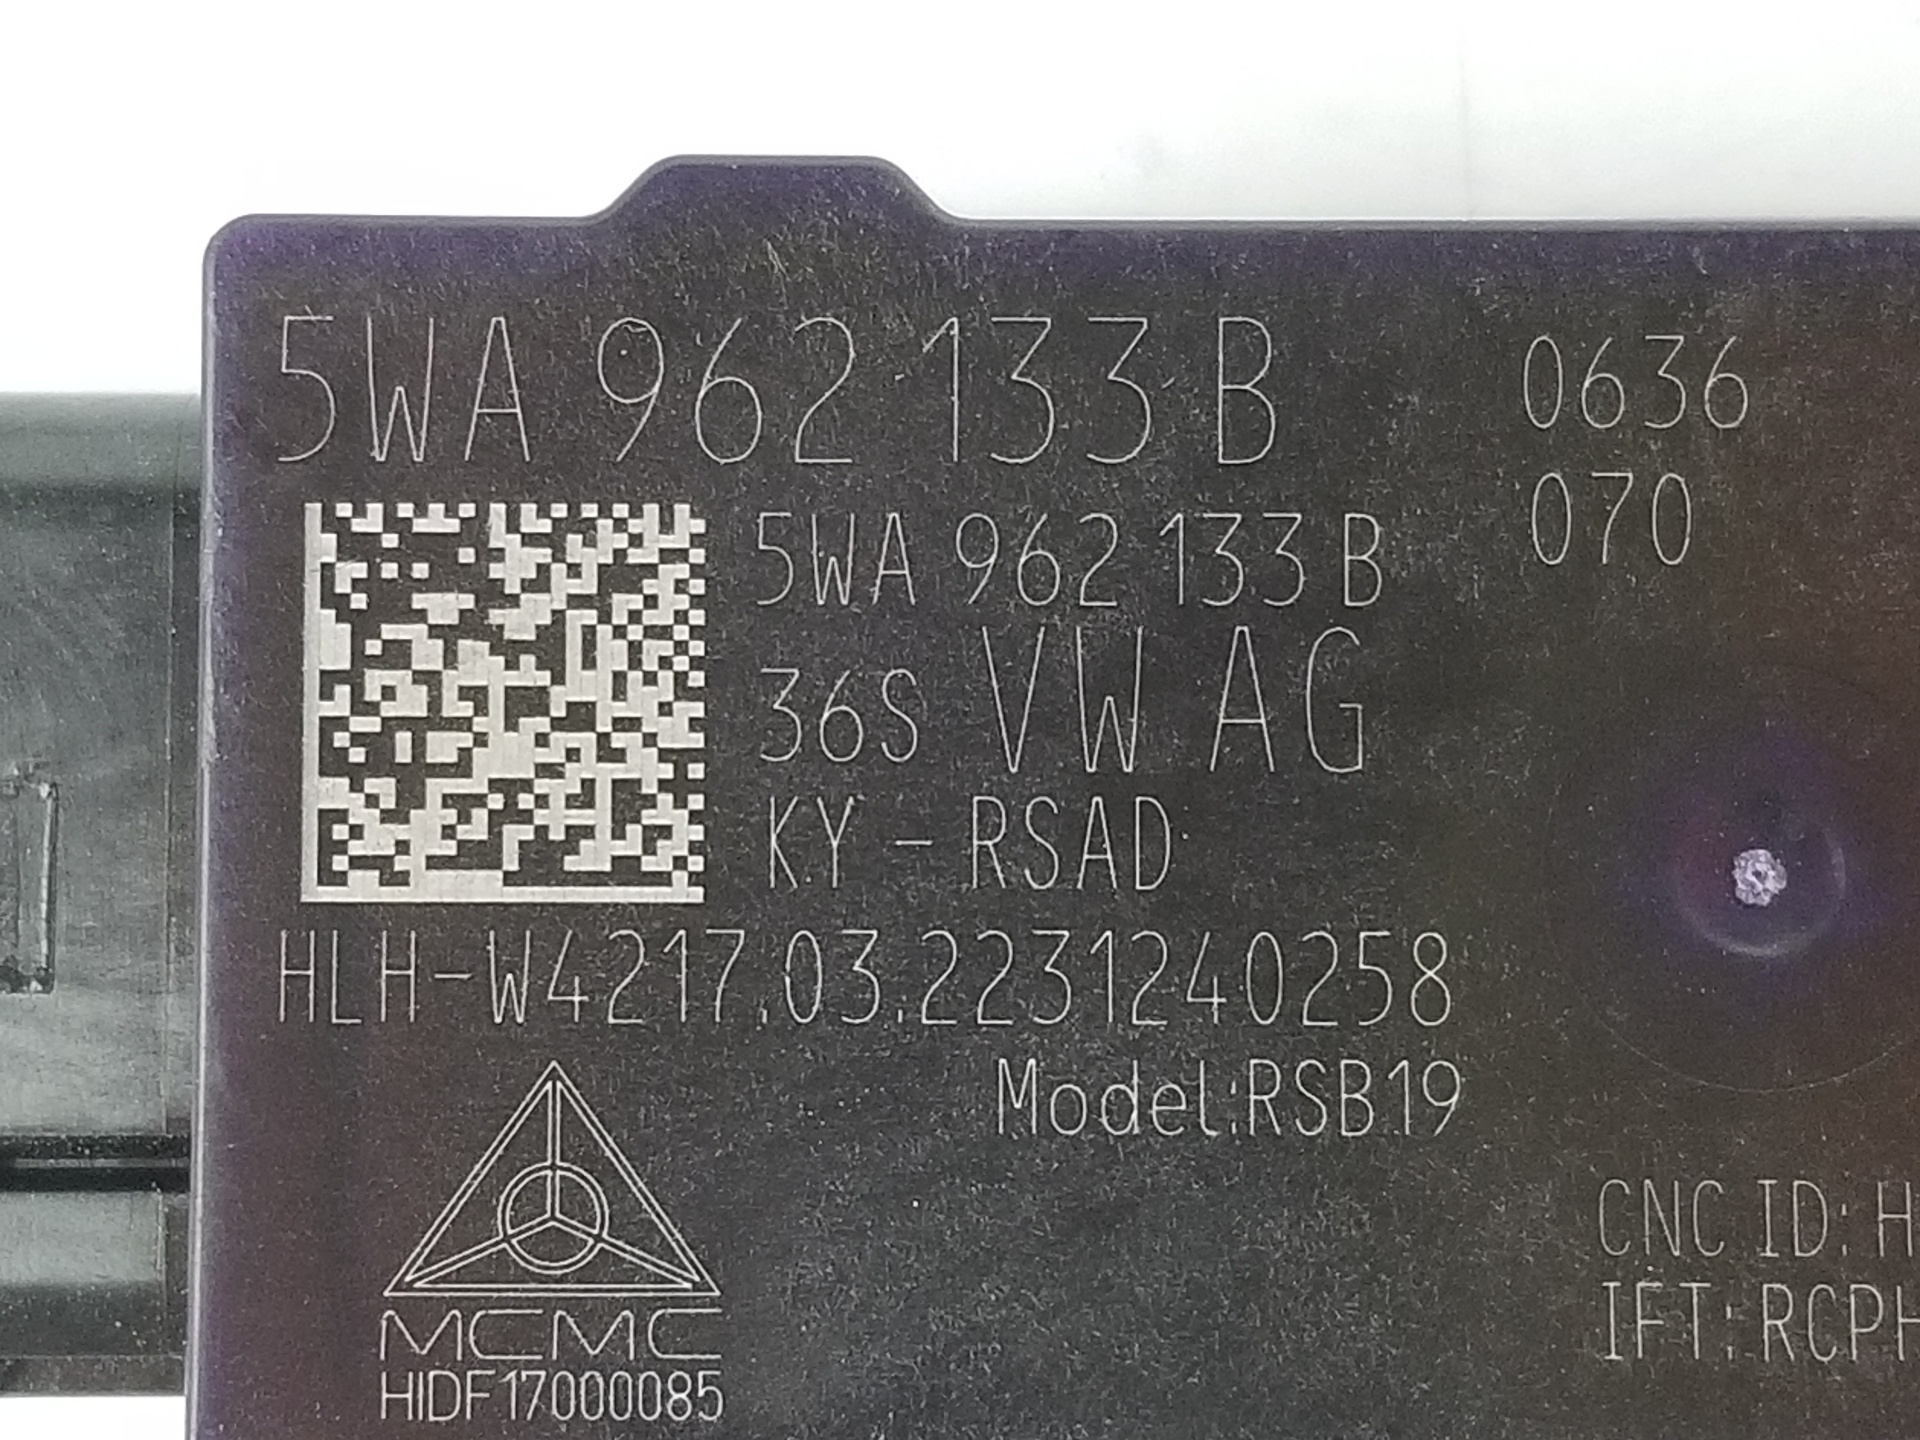 5WA 962 133 B
0636
070
5WA 962 133 B
36S VW AG
KY - RSAD
HLH-W4217.03.2231240258
Model:RSB19
MCMC
HIDF17000085
CNC ID: H
IFT: RCPH